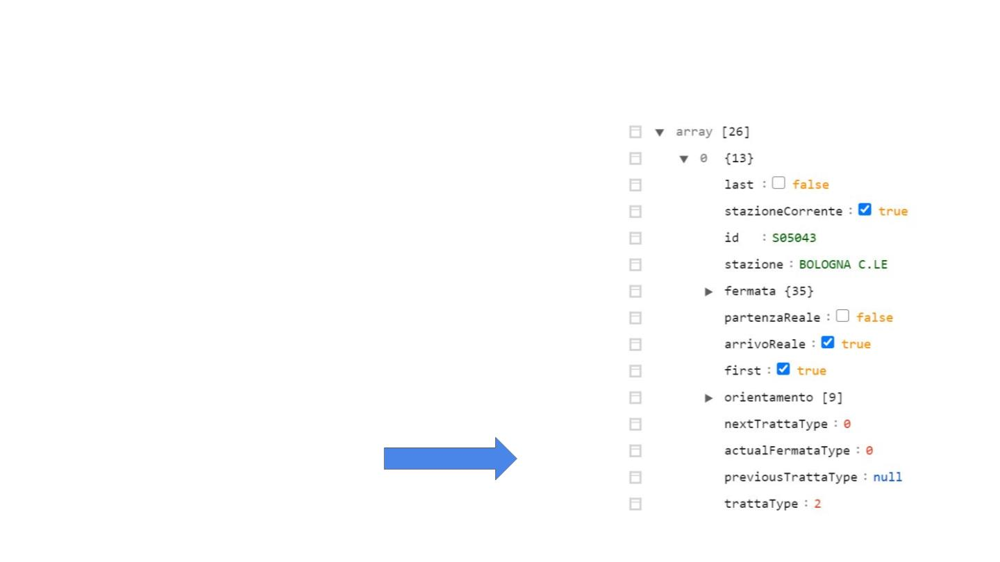 array [26]
0 {13}
last : false
stazioneCorrente : true
id : S05043
stazione : BOLOGNA C.LE
fermata {35}
partenzaReale : false
arrivoReale : true
first : true
orientamento [9]
nextTrattaType : 0
actualFermataType : 0
previousTrattaType : null
trattaType : 2